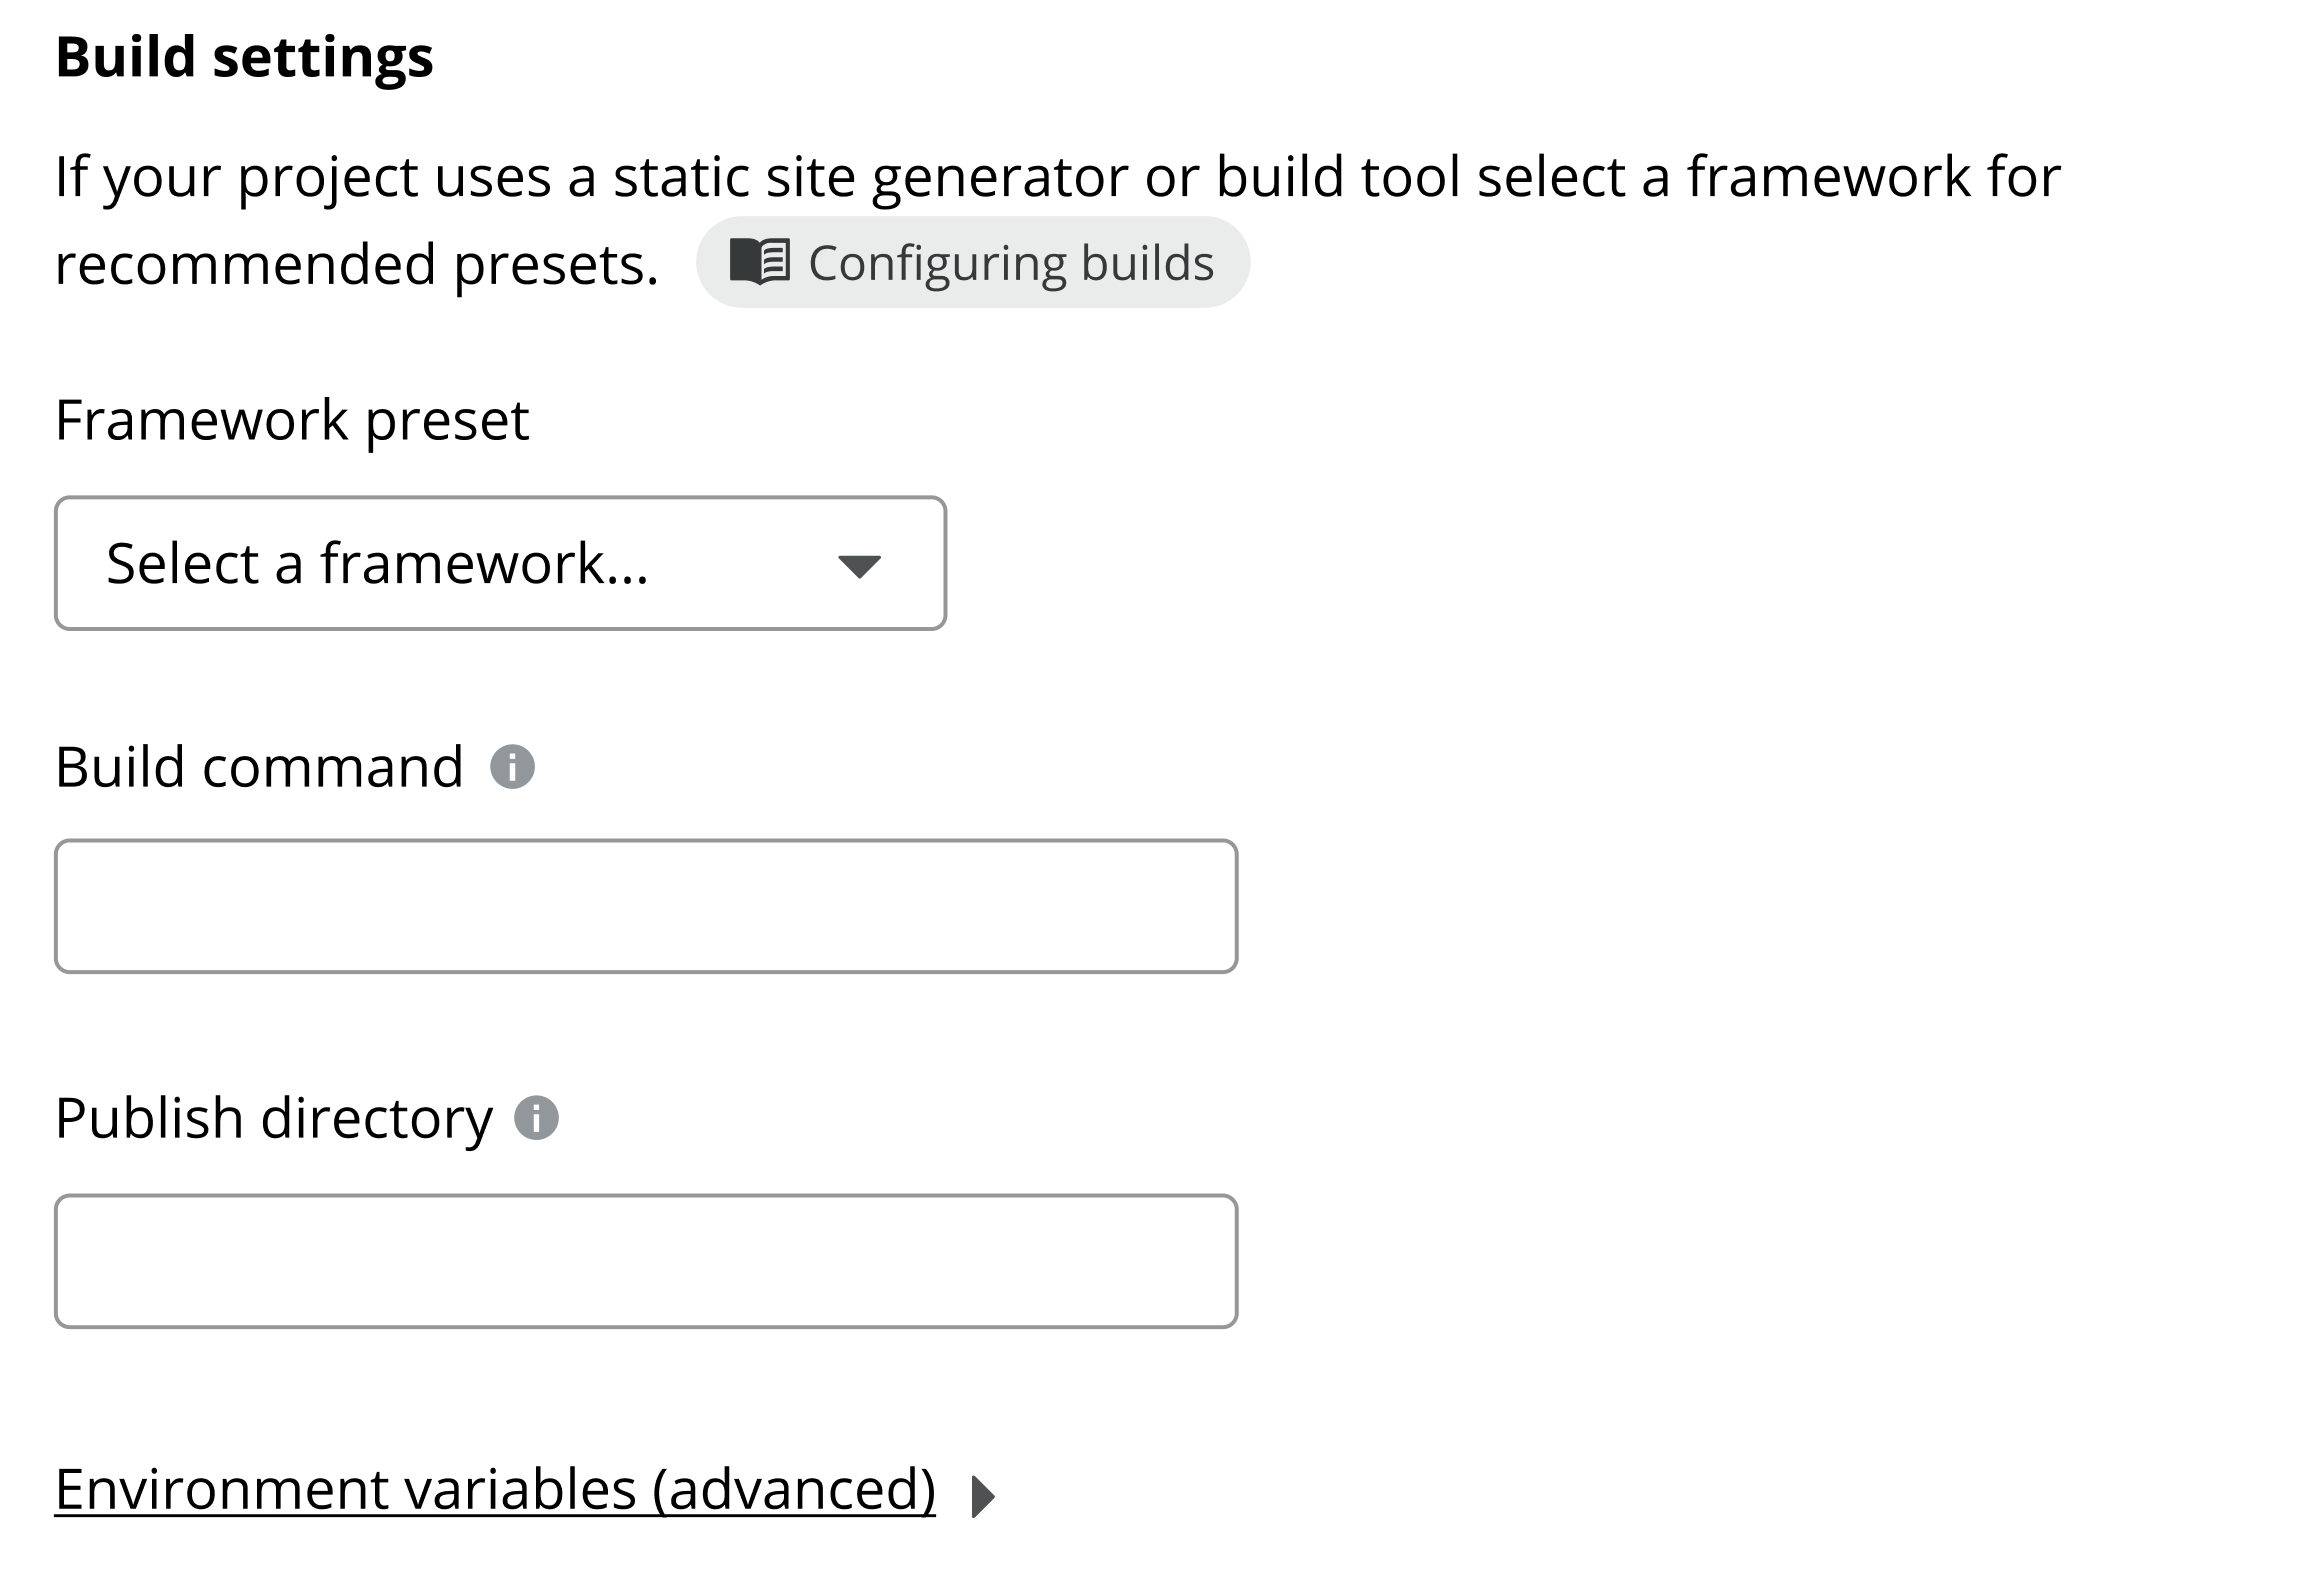 Build settings
If your project uses a static site generator or build tool select a framework for
recommended presets. Configuring builds
Framework preset
Select a framework...
Build command
Publish directory
Environment variables (advanced)